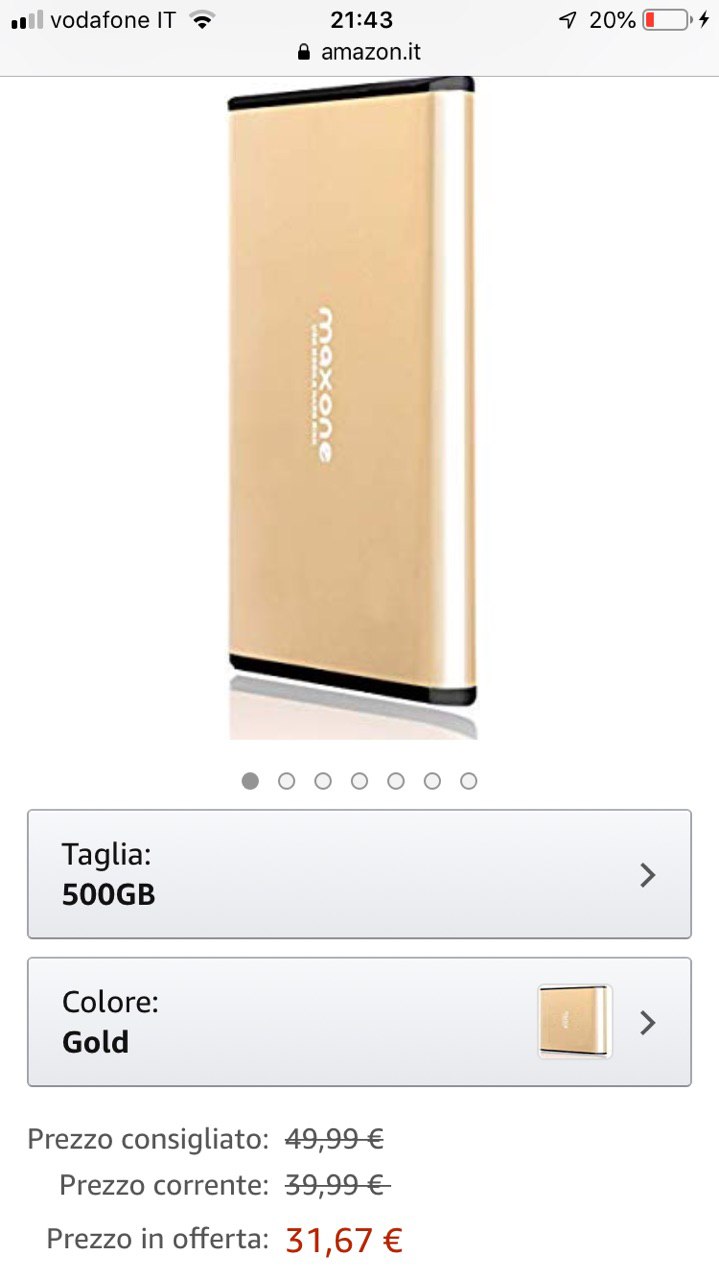 vodafone IT
21:43
20%
amazon.it
maxone
Taglia:
500GB
Colore:
Gold
Prezzo consigliato: 49,99 €
Prezzo corrente: 39,99 €
Prezzo in offerta: 31,67 €